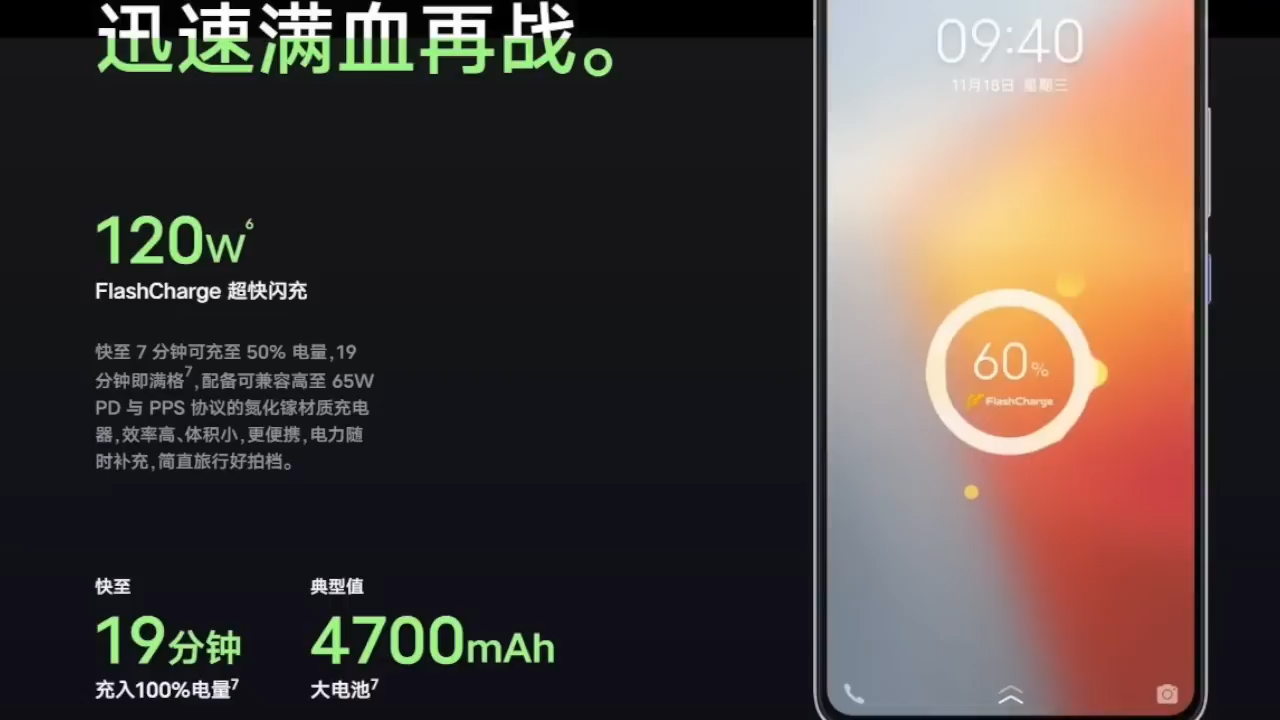 迅速满血再战。
120W⁶
FlashCharge 超快闪充
快至 7 分钟可充至 50% 电量,19
分钟即满格⁷,配备可兼容高至 65W
PD 与 PPS 协议的氮化镓材质充电
器,效率高、体积小,更便携,电力随
时补充,简直旅行好拍档。
快至
19分钟
充入100%电量⁷
典型值
4700mAh
大电池⁷
09:40
11月18日 星期三
60%
FlashCharge